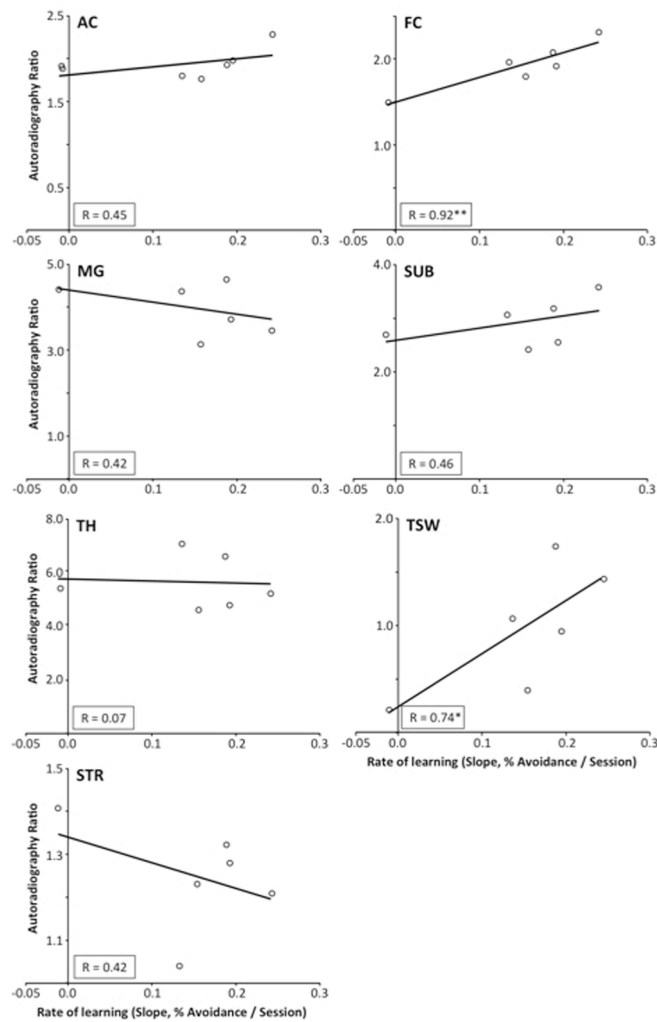 AC
Autoradiography Ratio
2.5
1.5
0.5
R = 0.45
-0.05 0.0 0.1 0.2 0.3
FC
2.0
1.0
R = 0.92**
-0.05 0.0 0.1 0.2 0.3
MG
Autoradiography Ratio
5.0
3.0
1.0
R = 0.42
-0.05 0.0 0.1 0.2 0.3
SUB
4.0
2.0
R = 0.46
-0.05 0.0 0.1 0.2 0.3
TH
Autoradiography Ratio
8.0
6.0
4.0
2.0
R = 0.07
0.0 0.1 0.2 0.3
TSW
2.0
1.0
R = 0.74*
-0.05 0.0 0.1 0.2 0.3
Rate of learning (Slope, % Avoidance / Session)
STR
Autoradiography Ratio
1.5
1.3
1.1
R = 0.42
0.0 0.1 0.2 0.3
Rate of learning (Slope, % Avoidance / Session)